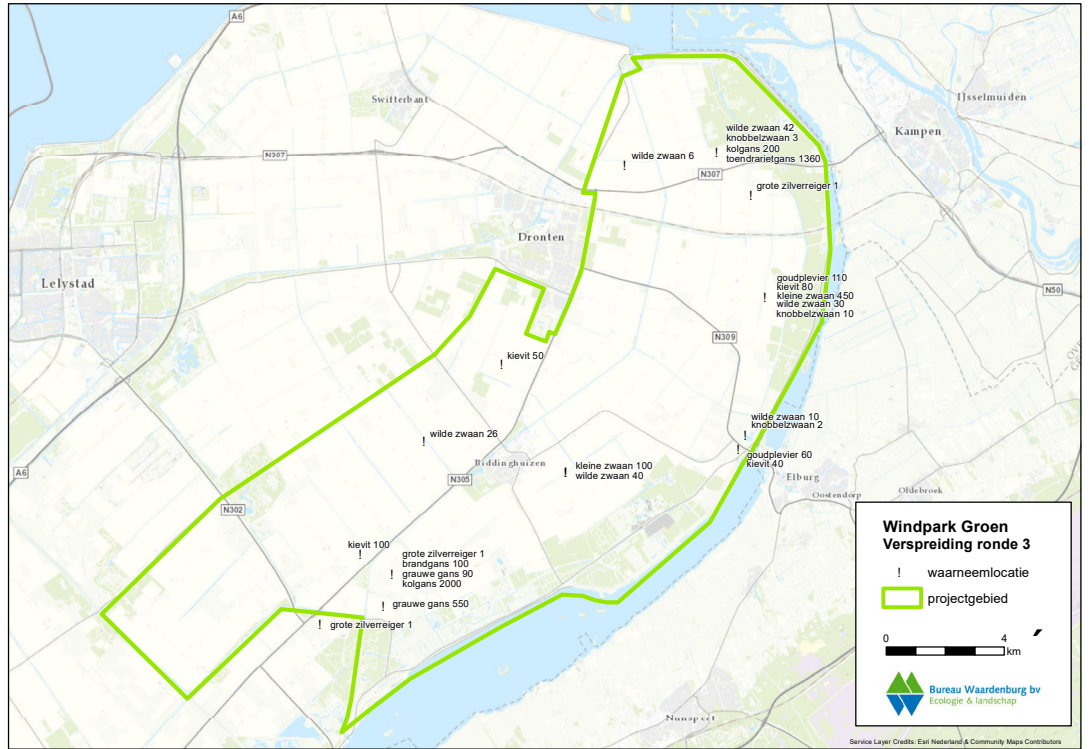 A6
Swifterbant
IJsselmuiden
Kampen
N307
wilde zwaan 42
knobbelzwaan 3
kolgans 200
toendrarietgans 1360
wilde zwaan 6
N307
grote zilverreiger 1
Dronten
Lelystad
N50
goudplevier 110
kievit 80
kleine zwaan 450
wilde zwaan 30
knobbelzwaan 10
N309
kievit 50
wilde zwaan 10
knobbelzwaan 2
wilde zwaan 26
goudplevier 60
kievit 40
Biddinghuizen
kleine zwaan 100
wilde zwaan 40
A6
N305
Elburg
Oostendorp
Oldebroek
N302
kievit 100
grote zilverreiger 1
brandgans 100
grauwe gans 90
kolgans 2000
grauwe gans 550
grote zilverreiger 1
Nunspeet
Windpark Groen
Verspreiding ronde 3
! waarneemlocatie
projectgebied
0 4
km
Bureau Waardenburg bv
Ecologie & landschap
Service Layer Credits: Esri Nederland & Community Maps Contributors